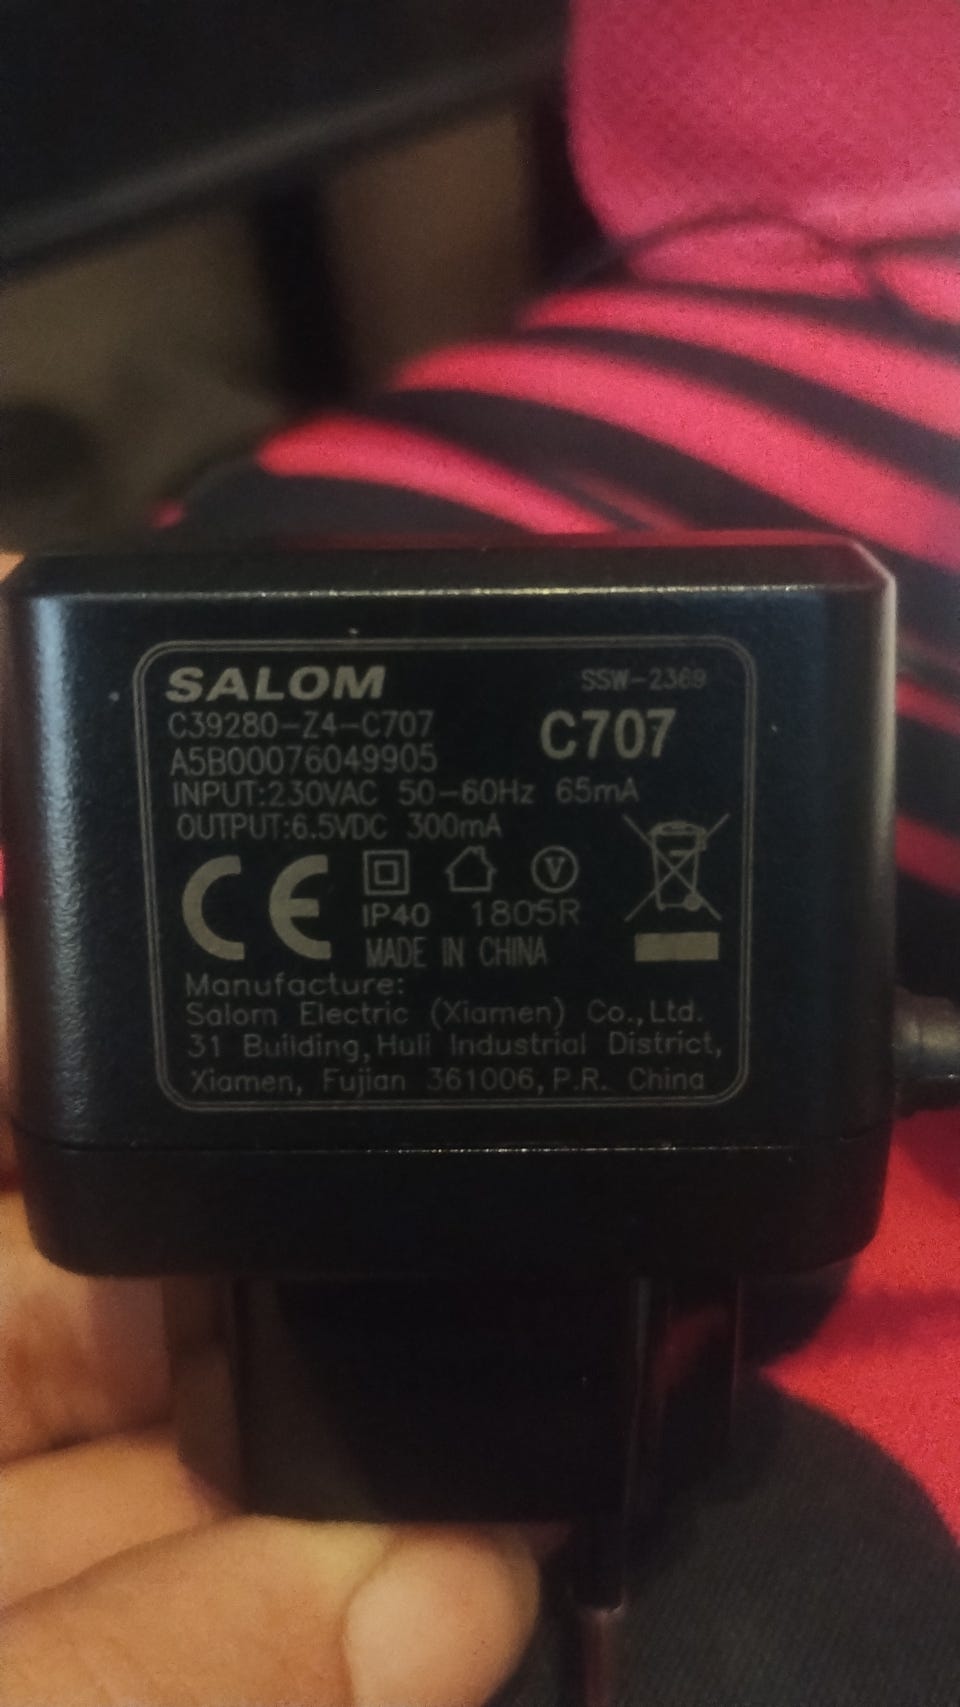 SALOM SSW-2369
C39280-Z4-C707 C707
A5B00076049905
INPUT:230VAC 50-60Hz 65mA
OUTPUT:6.5VDC 300mA
CE V
IP40 1805R
MADE IN CHINA
Manufacture:
Salom Electric (Xiamen) Co.,Ltd.
31 Building, Huli Industrial District,
Xiamen, Fujian 361006, P.R. China